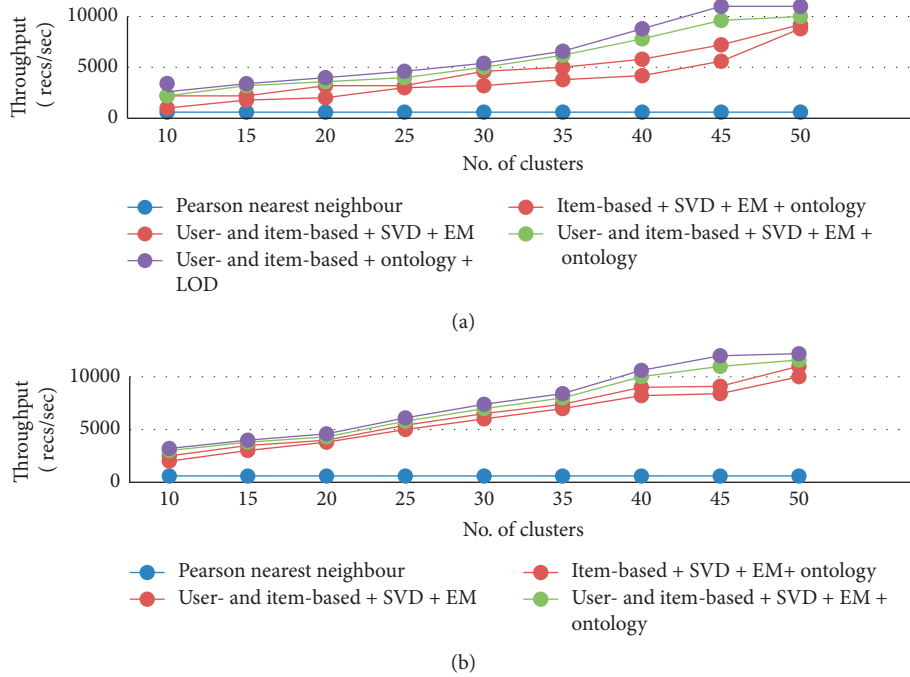 10000
5000
0
Throughput
( recs/sec)
10 15 20 25 30 35 40 45 50
No. of clusters
Pearson nearest neighbour
User- and item-based + SVD + EM
User- and item-based + ontology +
LOD
Item-based + SVD + EM + ontology
User- and item-based + SVD + EM +
ontology
(a)
10000
5000
0
Throughput
( recs/sec)
10 15 20 25 30 35 40 45 50
No. of clusters
Pearson nearest neighbour
User- and item-based + SVD + EM
Item-based + SVD + EM+ ontology
User- and item-based + SVD + EM +
ontology
(b)